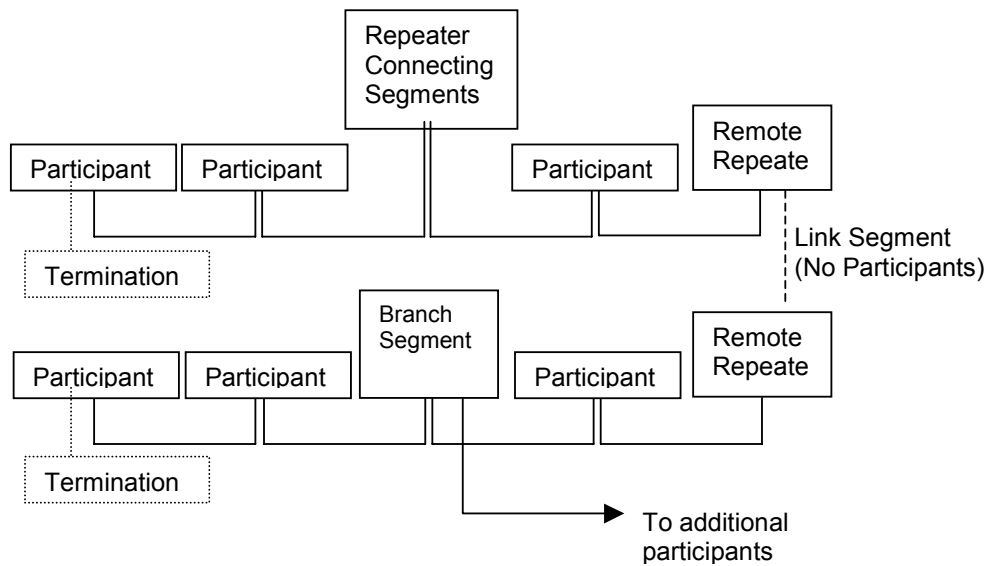 Repeater
Connecting
Segments
Participant
Participant
Participant
Remote
Repeate
Termination
Link Segment
(No Participants)
Branch
Segment
Participant
Participant
Participant
Remote
Repeate
Termination
To additional
participants